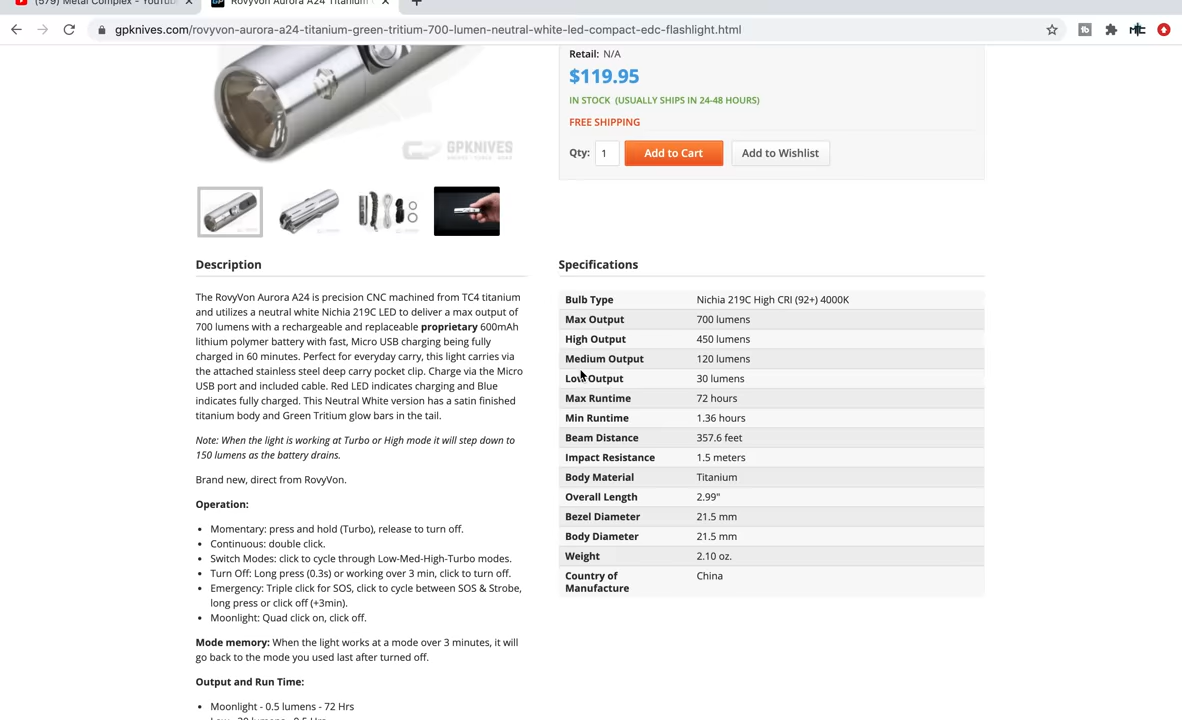 (579) Metal Complex - YouTub
RovyVon Aurora A24 Titanium
gpknives.com/rovyvon-aurora-a24-titanium-green-tritium-700-lumen-neutral-white-led-compact-edc-flashlight.html
Retail: N/A
$119.95
IN STOCK (USUALLY SHIPS IN 24-48 HOURS)
FREE SHIPPING
Qty: 1 Add to Cart Add to Wishlist
GPKNIVES
Description
The RovyVon Aurora A24 is precision CNC machined from TC4 titanium
and utilizes a neutral white Nichia 219C LED to deliver a max output of
700 lumens with a rechargeable and replaceable proprietary 600mAh
lithium polymer battery with fast, Micro USB charging being fully
charged in 60 minutes. Perfect for everyday carry, this light carries via
the attached stainless steel deep carry pocket clip. Charge via the Micro
USB port and included cable. Red LED indicates charging and Blue
indicates fully charged. This Neutral White version has a satin finished
titanium body and Green Tritium glow bars in the tail.
Note: When the light is working at Turbo or High mode it will step down to
150 lumens as the battery drains.
Brand new, direct from RovyVon.
Operation:
• Momentary: press and hold (Turbo), release to turn off.
• Continuous: double click.
• Switch Modes: click to cycle through Low-Med-High-Turbo modes.
• Turn Off: Long press (0.3s) or working over 3 min, click to turn off.
• Emergency: Triple click for SOS, click to cycle between SOS & Strobe,
long press or click off (+3min).
• Moonlight: Quad click on, click off.
Mode memory: When the light works at a mode over 3 minutes, it will
go back to the mode you used last after turned off.
Output and Run Time:
• Moonlight - 0.5 lumens - 72 Hrs
Specifications
Bulb Type Nichia 219C High CRI (92+) 4000K
Max Output 700 lumens
High Output 450 lumens
Medium Output 120 lumens
Low Output 30 lumens
Max Runtime 72 hours
Min Runtime 1.36 hours
Beam Distance 357.6 feet
Impact Resistance 1.5 meters
Body Material Titanium
Overall Length 2.99"
Bezel Diameter 21.5 mm
Body Diameter 21.5 mm
Weight 2.10 oz.
Country of China
Manufacture